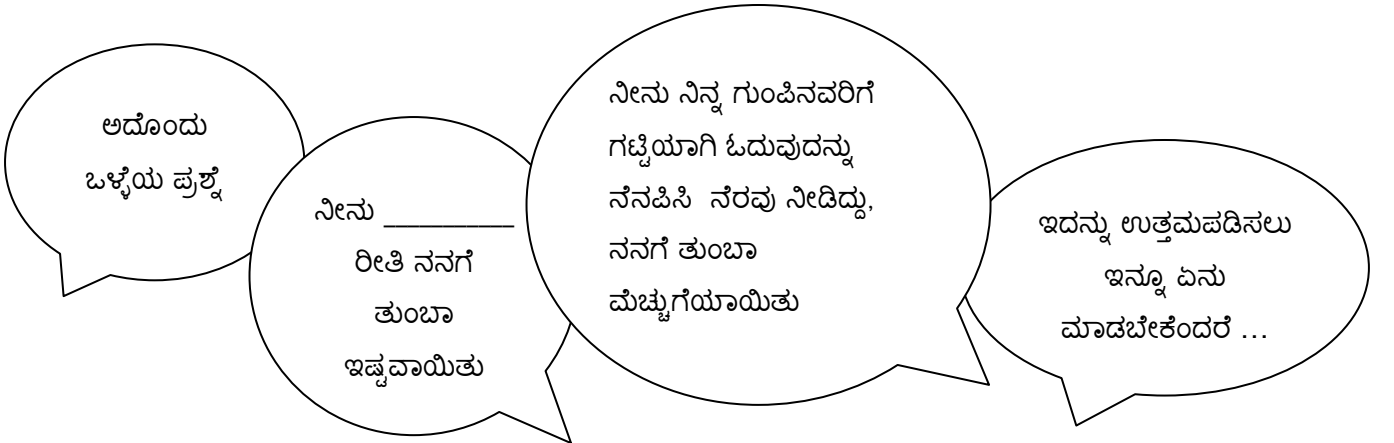 ಅದೊಂದು
ಒಳ್ಳೆಯ ಪ್ರಶ್ನೆ
ನೀನು __________
ರೀತಿ ನನಗೆ
ತುಂಬಾ
ಇಷ್ಟವಾಯಿತು
ನೀನು ನಿನ್ನ ಗುಂಪಿನವರಿಗೆ
ಗಟ್ಟಿಯಾಗಿ ಓದುವುದನ್ನು
ನೆನಪಿಸಿ ನೆರವು ನೀಡಿದ್ದು,
ನನಗೆ ತುಂಬಾ
ಮೆಚ್ಚುಗೆಯಾಯಿತು
ಇದನ್ನು ಉತ್ತಮಪಡಿಸಲು
ಇನ್ನೂ ಏನು
ಮಾಡಬೇಕೆಂದರೆ ...